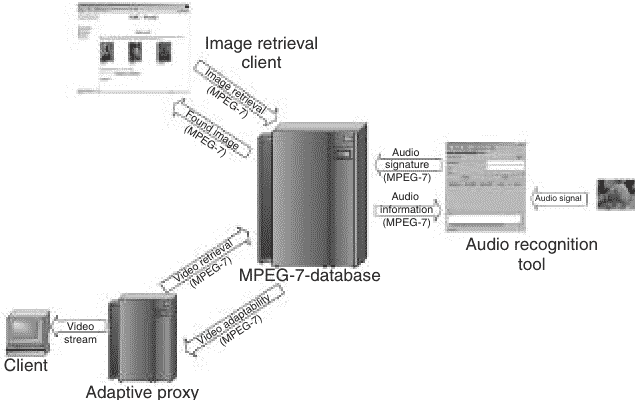 Image retrieval
client
Image retrieval
(MPEG-7)
Found image
(MPEG-7)
Audio
signature
(MPEG-7)
Audio
information
(MPEG-7)
Audio signal
Audio recognition
tool
MPEG-7-database
Video retrieval
(MPEG-7)
Video adaptability
(MPEG-7)
Video
stream
Client
Adaptive proxy